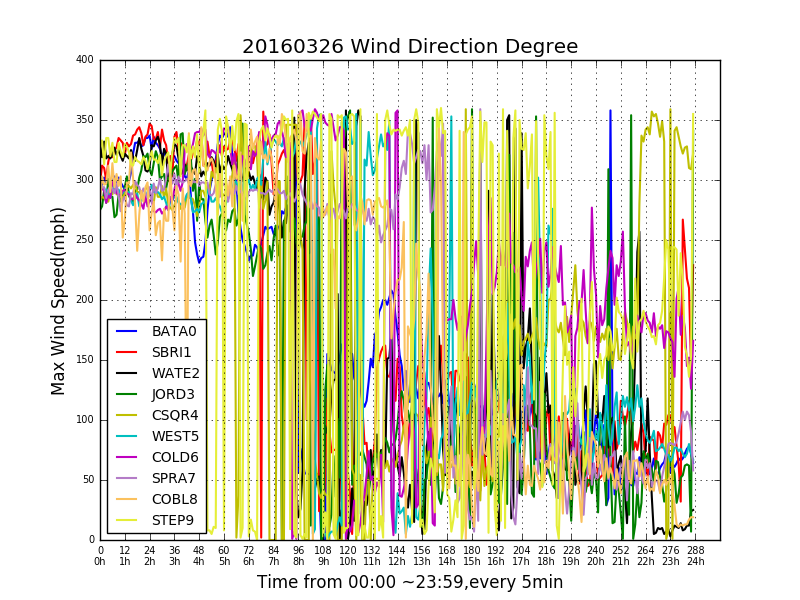 20160326 Wind Direction Degree
Max Wind Speed(mph)
400
350
300
250
200
150
100
50
0
BATA0
SBRI1
WATE2
JORD3
CSQR4
WEST5
COLD6
SPRA7
COBL8
STEP9
0 12 24 36 48 60 72 84 96 108 120 132 144 156 168 180 192 204 216 228 240 252 264 276 288
0h 1h 2h 3h 4h 5h 6h 7h 8h 9h 10h 11h 12h 13h 14h 15h 16h 17h 18h 19h 20h 21h 22h 23h 24h
Time from 00:00 ~23:59,every 5min